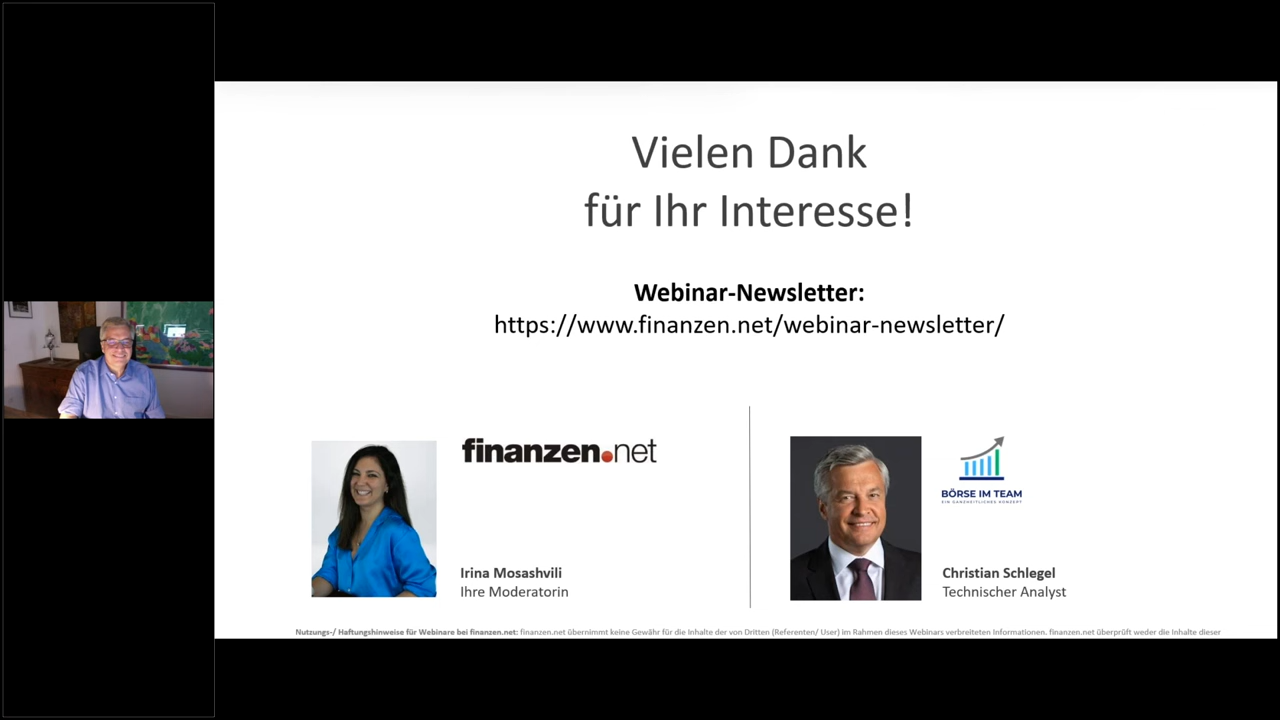 Vielen Dank
für Ihr Interesse!
Webinar-Newsletter:
https://www.finanzen.net/webinar-newsletter/
finanzen.net
Irina Mosashvili
Ihre Moderatorin
BÖRSE IM TEAM
EIN GANZHEITLICHES KONZEPT
Christian Schlegel
Technischer Analyst
Nutzungs-/ Haftungshinweise für Webinare bei finanzen.net: finanzen.net übernimmt keine Gewähr für die Inhalte der von Dritten (Referenten/ User) im Rahmen dieses Webinars verbreiteten Informationen. finanzen.net überprüft weder die Inhalte dieser